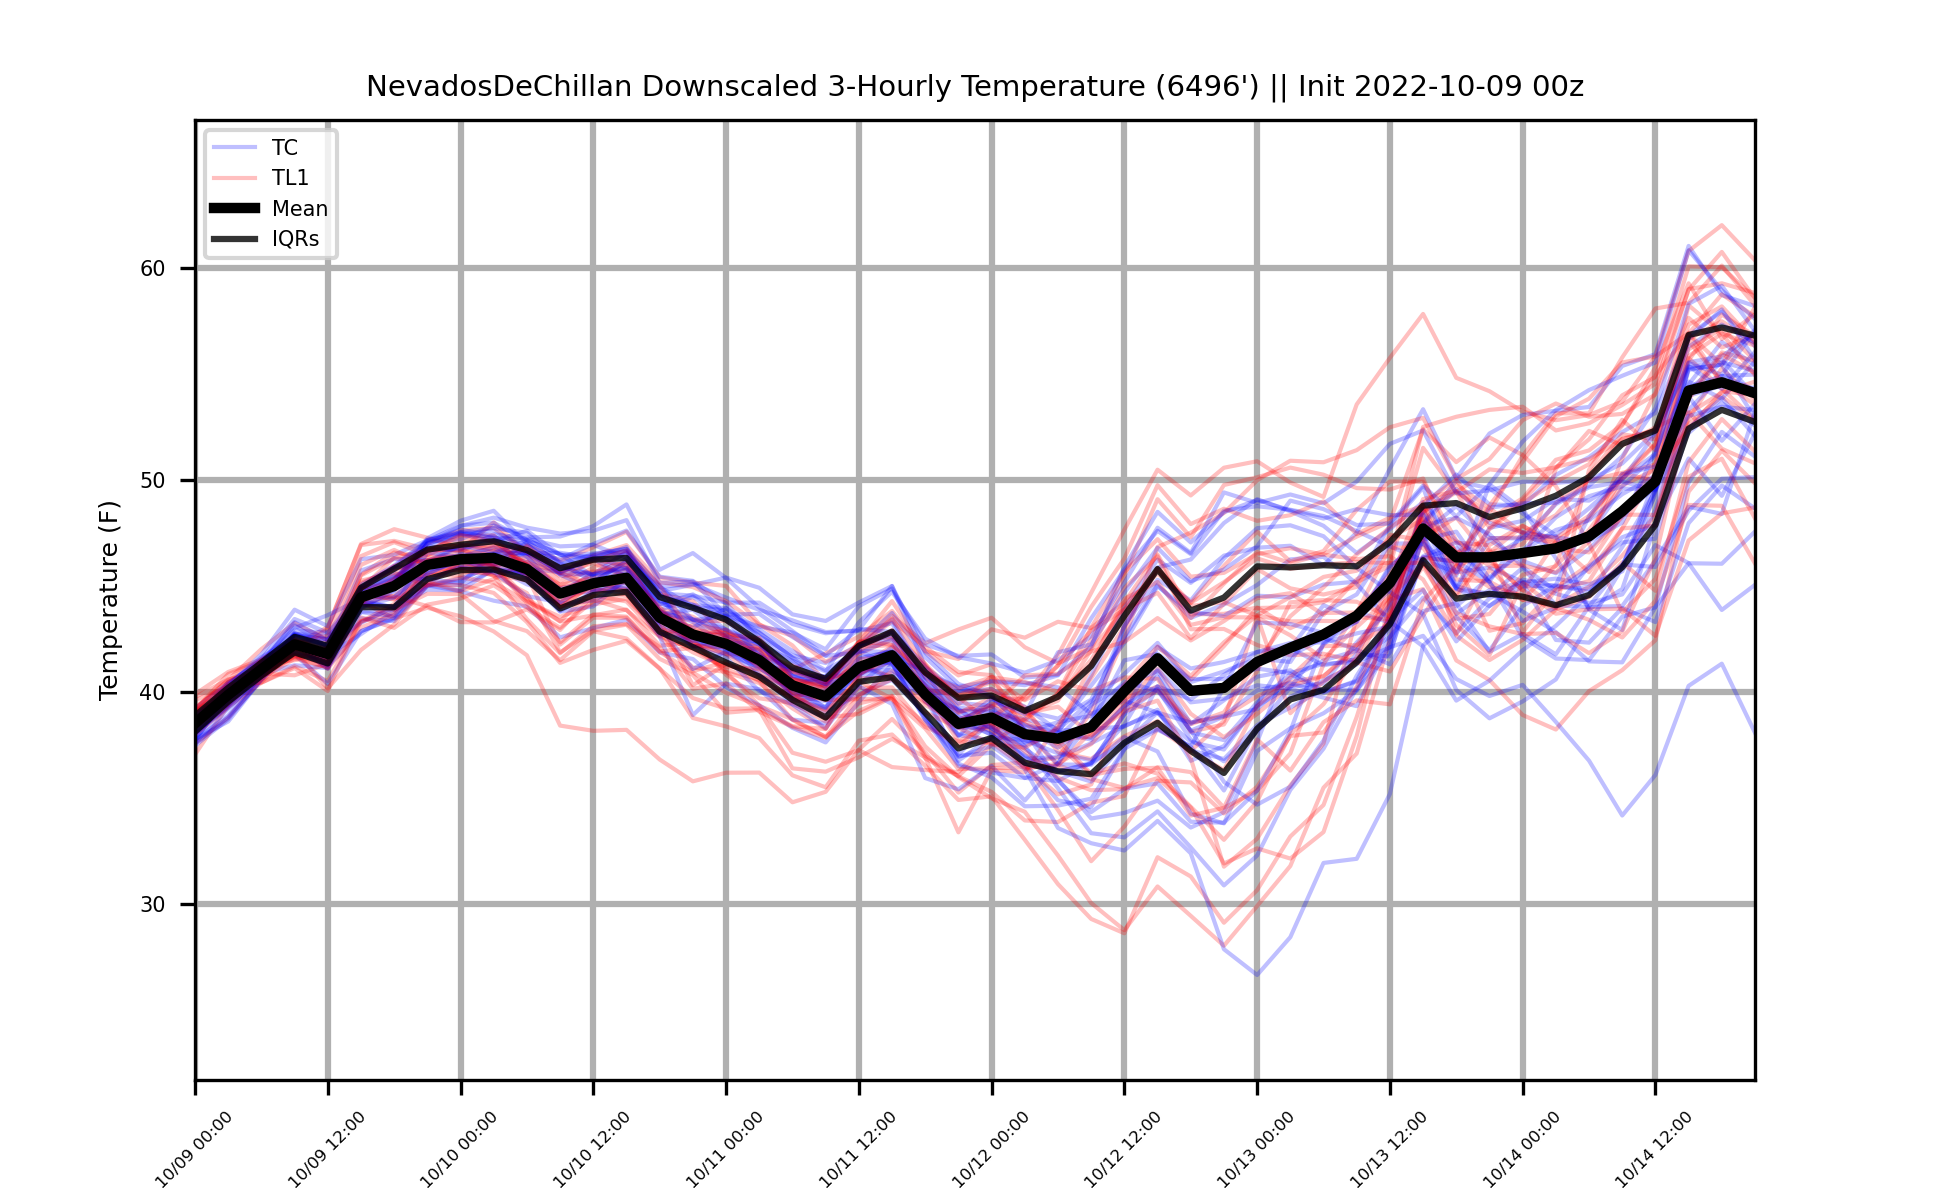 NevadosDeChillan Downscaled 3-Hourly Temperature (6496') || Init 2022-10-09 00z
TC
TL1
Mean
IQRs
Temperature (F)
60
50
40
30
10/09 00:00
10/09 12:00
10/10 00:00
10/10 12:00
10/11 00:00
10/11 12:00
10/12 00:00
10/12 12:00
10/13 00:00
10/13 12:00
10/14 00:00
10/14 12:00